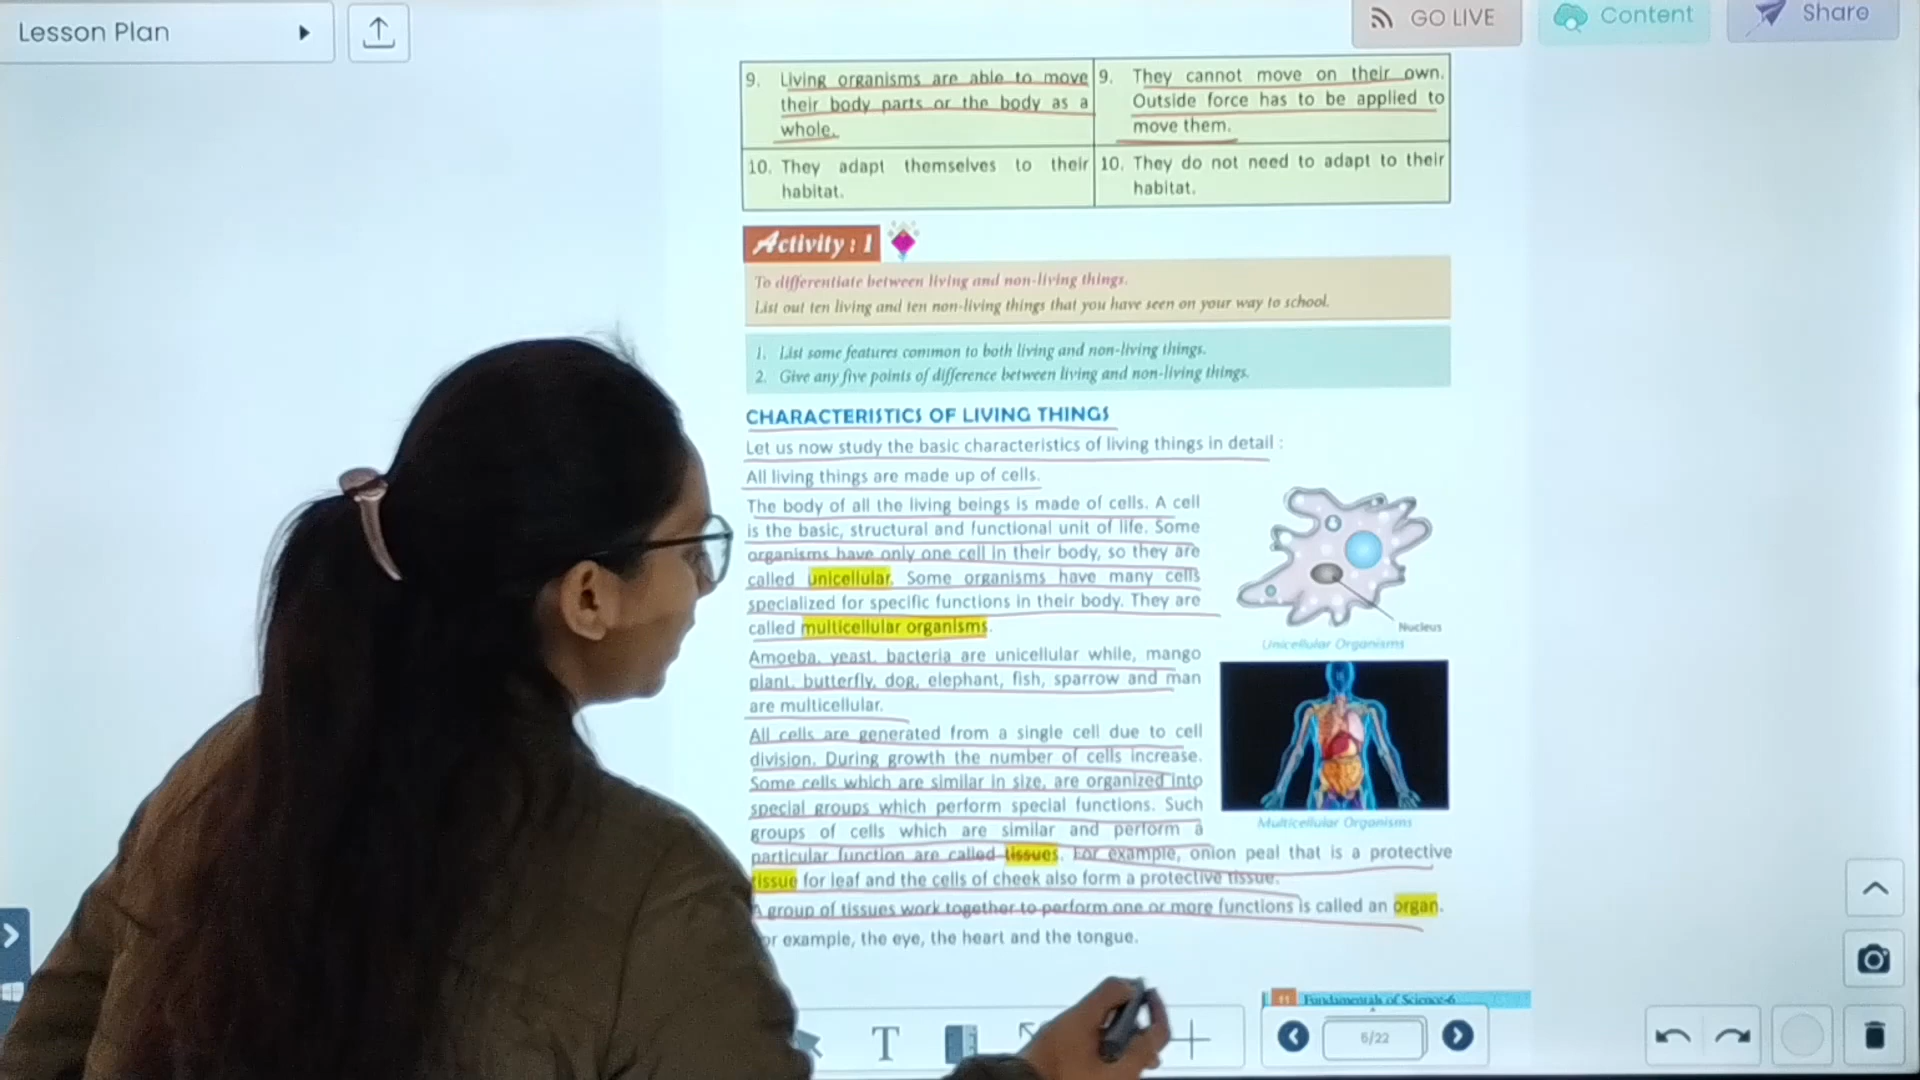 Lesson Plan
GO LIVE
Content
Share
9. Living organisms are able to move
their body parts or the body as a
whole.
9. They cannot move on their own.
Outside force has to be applied to
move them.
10. They adapt themselves to their
habitat.
10. They do not need to adapt to their
habitat.
Activity : 1
To differentiate between living and non-living things.
List out ten living and ten non-living things that you have seen on your way to school.
1. List some features common to both living and non-living things.
2. Give any five points of difference between living and non-living things.
CHARACTERISTICS OF LIVING THINGS
Let us now study the basic characteristics of living things in detail :
All living things are made up of cells.
The body of all the living beings is made of cells. A cell
is the basic, structural and functional unit of life. Some
organisms have only one cell in their body, so they are
called unicellular. Some organisms have many cells
specialized for specific functions in their body. They are
called multicellular organisms.
Nucleus
Unicellular Organisms
Amoeba, yeast, bacteria are unicellular while, mango
plant, butterfly, dog, elephant, fish, sparrow and man
are multicellular.
All cells are generated from a single cell due to cell
division. During growth the number of cells increase.
Some cells which are similar in size, are organized into
special groups which perform special functions. Such
groups of cells which are similar and perform a
Multicellular Organisms
particular function are called tissues. For example, onion peal that is a protective
tissue for leaf and the cells of cheek also form a protective tissue.
A group of tissues work together to perform one or more functions is called an organ.
or example, the eye, the heart and the tongue.
11 Fundamentals of Science-6
T
6/22